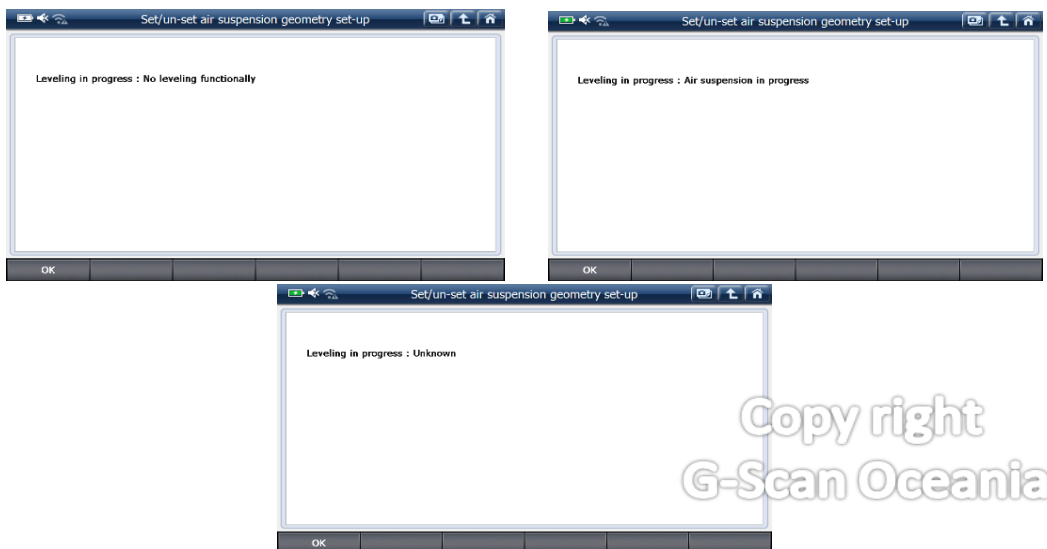 Set/un-set air suspension geometry set-up
Leveling in progress : No leveling functionally
OK
Set/un-set air suspension geometry set-up
Leveling in progress : Air suspension in progress
OK
Set/un-set air suspension geometry set-up
Leveling in progress : Unknown
OK
Copy right
G-Scan Oceania